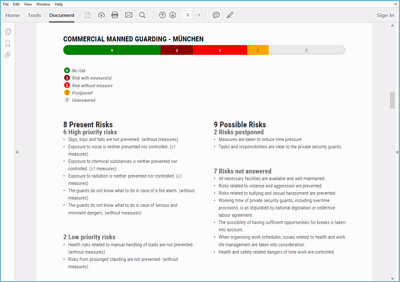 File Edit View Window Help
Home Tools Document
Sign In
COMMERCIAL MANNED GUARDING - MÜNCHEN
No risk
Risk with measure(s)
Risk without measure
Postponed
Unanswered
8 Present Risks
6 High priority risks
• Slips, trips and falls are not prevented. (without measures)
• Exposure to noise is neither prevented nor controlled. (±1
measures)
• Exposure to chemical substances is neither prevented nor
controlled. (±1 measures)
• Exposure to radiation is neither prevented nor controlled. (±1
measures)
• The guards do not know what to do in case of a fire alarm. (without
measures)
• The guards do not know what to do in case of serious and
imminent dangers. (without measures)
2 Low priority risks
• Health risks related to manual handling of loads are not prevented.
(without measures)
• Risks from prolonged standing are not prevented. (without
measures)
9 Possible Risks
2 Risks postponed
• Measures are taken to reduce time pressure
• Tasks and responsibilities are clear to the private security guards.
7 Risks not answered
• All necessary facilities are available and well maintained.
• Risks related to violence and aggression are prevented.
• Risks related to bullying and sexual harassment are prevented.
• Working time of private security guards, including overtime
provisions, is as stipulated by national legislation or collective
labour agreement.
• The possibility of having sufficient opportunities for breaks is taken
into account.
• When organising work schedules, issues related to health and work
life management are taken into consideration.
• Health and safety related dangers of lone work are controlled.